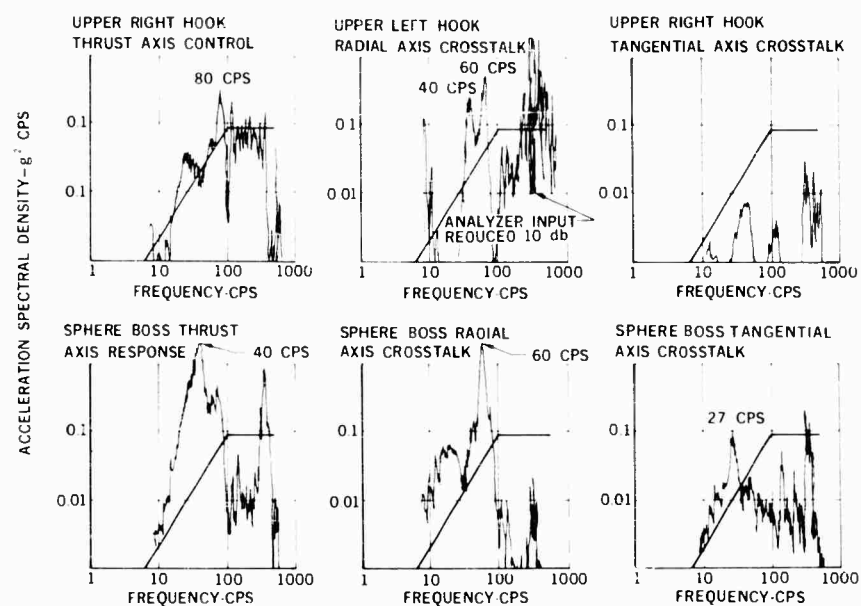 UPPER RIGHT HOOK
THRUST AXIS CONTROL
80 CPS
0.1
0.1
1 10 100 1000
FREQUENCY-CPS
UPPER LEFT HOOK
RADIAL AXIS CROSSTALK
60 CPS
40 CPS
0.1
0.01
ANALYZER INPUT
REDUCED 10 db
1 10 100 1000
FREQUENCY-CPS
UPPER RIGHT HOOK
TANGENTIAL AXIS CROSSTALK
0.1
0.01
1 10 100 1000
FREQUENCY-CPS
ACCELERATION SPECTRAL DENSITY-g² CPS
SPHERE BOSS THRUST
AXIS RESPONSE
40 CPS
0.1
0.01
1 10 100 1000
FREQUENCY-CPS
SPHERE BOSS RADIAL
AXIS CROSSTALK
60 CPS
0.1
0.01
1 10 100 1000
FREQUENCY-CPS
SPHERE BOSS TANGENTIAL
AXIS CROSSTALK
27 CPS
0.1
0.01
1 10 100 1000
FREQUENCY-CPS